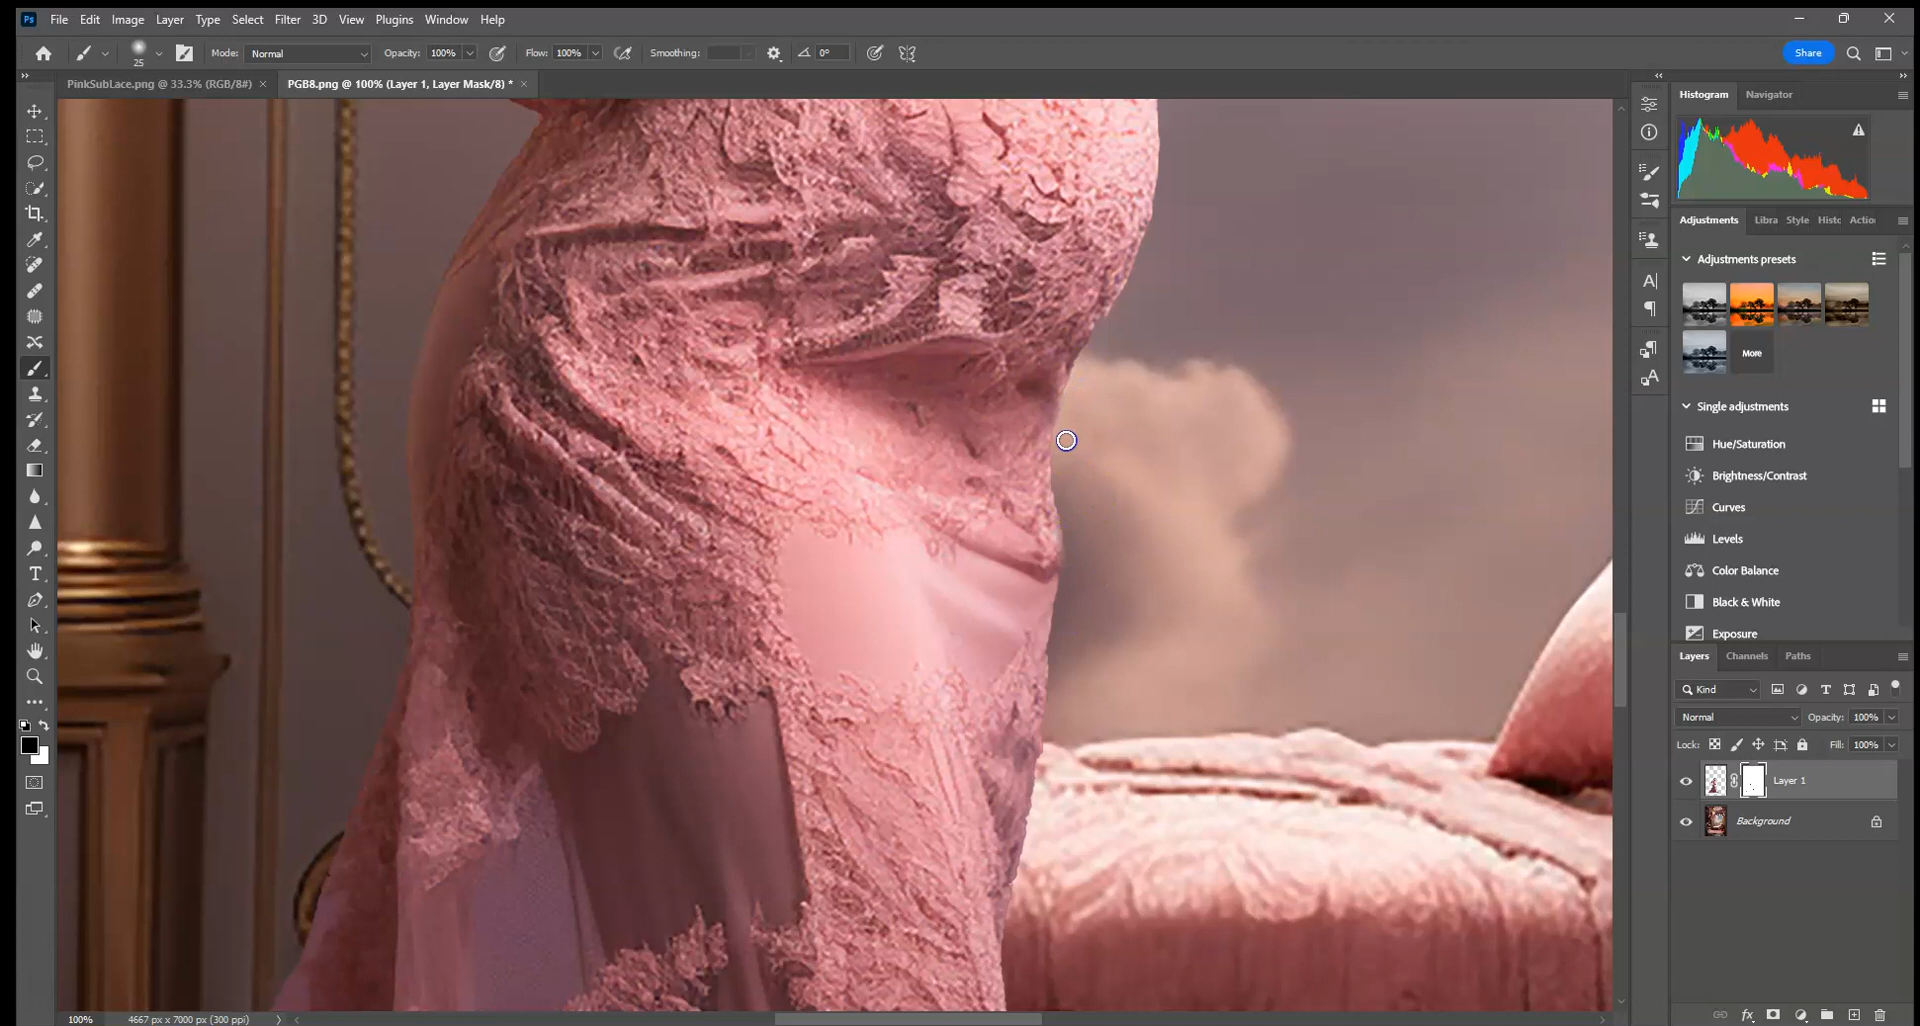 Ps File Edit Image Layer Type Select Filter 3D View Plugins Window Help
25 Mode: Normal Opacity: 100% Flow: 100% Smoothing: 0° Share
PinkSubLace.png @ 33.3% (RGB/8#) × PGB8.png @ 100% (Layer 1, Layer Mask/8) * ×
Histogram Navigator
Adjustments Libra Style Histc Actio
Adjustments presets
More
Single adjustments
Hue/Saturation
Brightness/Contrast
Curves
Levels
Color Balance
Black & White
Exposure
Layers Channels Paths
Kind
Normal Opacity: 100%
Lock: Fill: 100%
Layer 1
Background
fx
100% 4667 px x 7000 px (300 ppi)